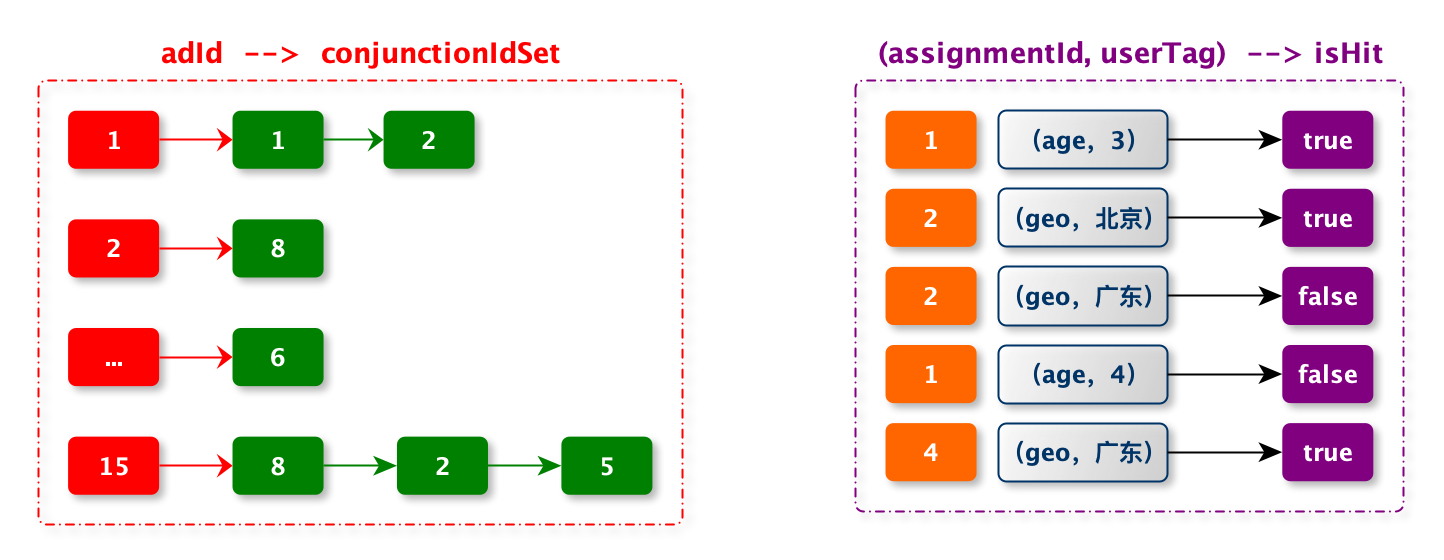 adId --> conjunctionIdSet
1 1 2
2 8
... 6
15 8 2 5
(assignmentId, userTag) --> isHit
1 (age，3) true
2 (geo，北京) true
2 (geo，广东) false
1 (age，4) false
4 (geo，广东) true